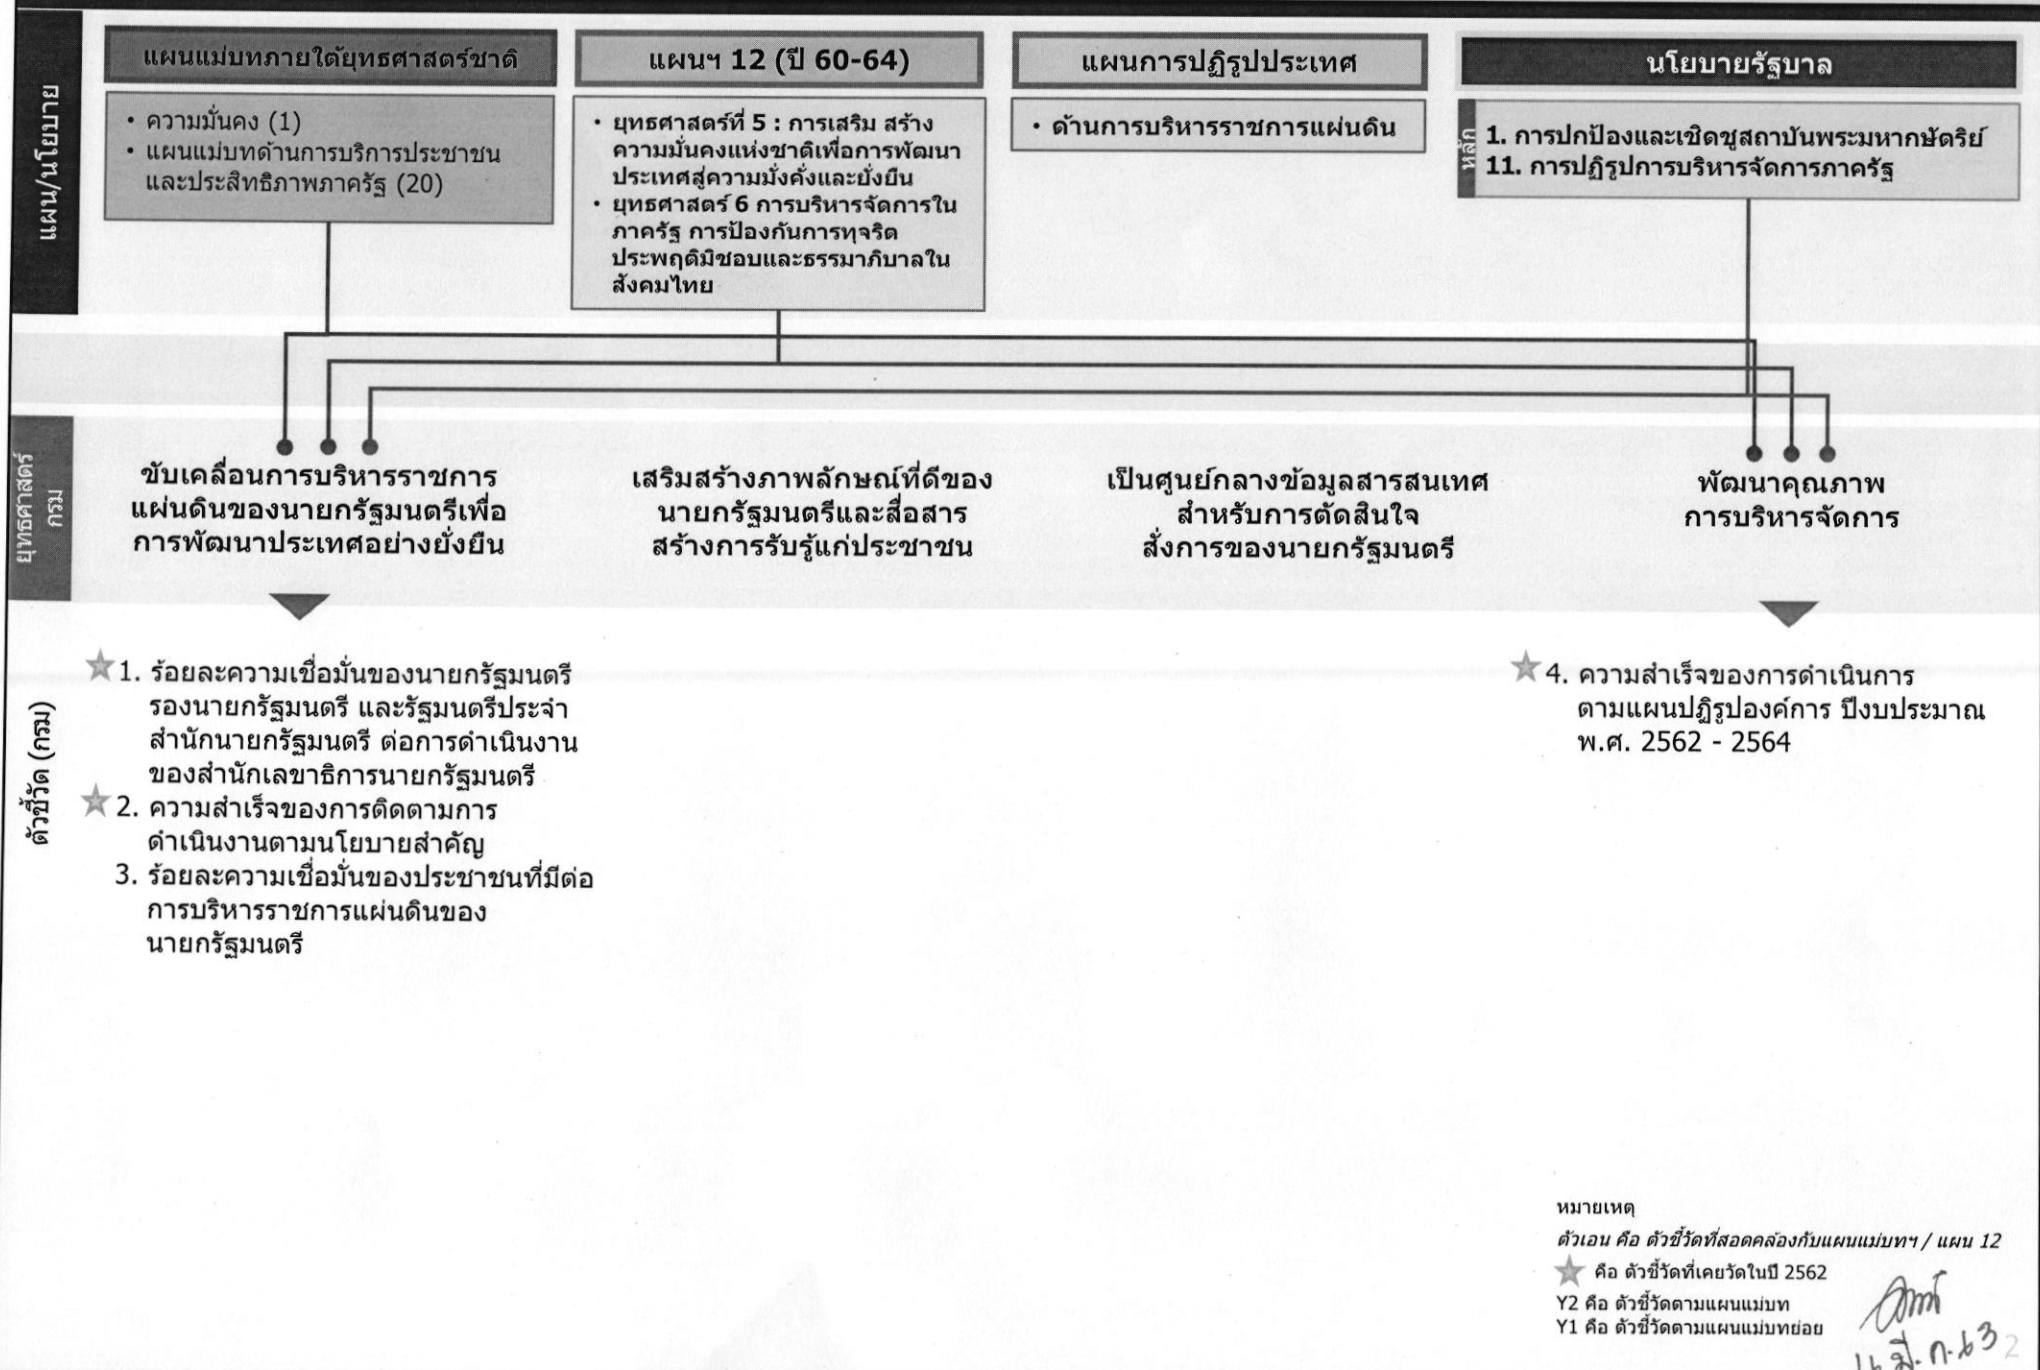 แผน/นโยบาย
แผนแม่บทภายใต้ยุทธศาสตร์ชาติ
• ความมั่นคง (1)
• แผนแม่บทด้านการบริการประชาชน
และประสิทธิภาพภาครัฐ (20)
แผนฯ 12 (ปี 60-64)
• ยุทธศาสตร์ที่ 5 : การเสริม สร้าง
ความมั่นคงแห่งชาติเพื่อการพัฒนา
ประเทศสู่ความมั่งคั่งและยั่งยืน
• ยุทธศาสตร์ 6 การบริหารจัดการใน
ภาครัฐ การป้องกันการทุจริต
ประพฤติมิชอบและธรรมาภิบาลใน
สังคมไทย
แผนการปฏิรูปประเทศ
• ด้านการบริหารราชการแผ่นดิน
นโยบายรัฐบาล
หลัก
1. การปกป้องและเชิดชูสถาบันพระมหากษัตริย์
11. การปฏิรูปการบริหารจัดการภาครัฐ
ยุทธศาสตร์
กรม
ขับเคลื่อนการบริหารราชการ
แผ่นดินของนายกรัฐมนตรีเพื่อ
การพัฒนาประเทศอย่างยั่งยืน
เสริมสร้างภาพลักษณ์ที่ดีของ
นายกรัฐมนตรีและสื่อสาร
สร้างการรับรู้แก่ประชาชน
เป็นศูนย์กลางข้อมูลสารสนเทศ
สำหรับการตัดสินใจ
สั่งการของนายกรัฐมนตรี
พัฒนาคุณภาพ
การบริหารจัดการ
ตัวชี้วัด (กรม)
1. ร้อยละความเชื่อมั่นของนายกรัฐมนตรี
รองนายกรัฐมนตรี และรัฐมนตรีประจำ
สำนักนายกรัฐมนตรี ต่อการดำเนินงาน
ของสำนักเลขาธิการนายกรัฐมนตรี
2. ความสำเร็จของการติดตามการ
ดำเนินงานตามนโยบายสำคัญ
3. ร้อยละความเชื่อมั่นของประชาชนที่มีต่อ
การบริหารราชการแผ่นดินของ
นายกรัฐมนตรี
4. ความสำเร็จของการดำเนินการ
ตามแผนปฏิรูปองค์การ ปีงบประมาณ
พ.ศ. 2562 - 2564
หมายเหตุ
ตัวเอน คือ ตัวชี้วัดที่สอดคล้องกับแผนแม่บทฯ / แผน 12
คือ ตัวชี้วัดที่เคยวัดในปี 2562
Y2 คือ ตัวชี้วัดตามแผนแม่บท
Y1 คือ ตัวชี้วัดตามแผนแม่บทย่อย
มี.ค.63
2